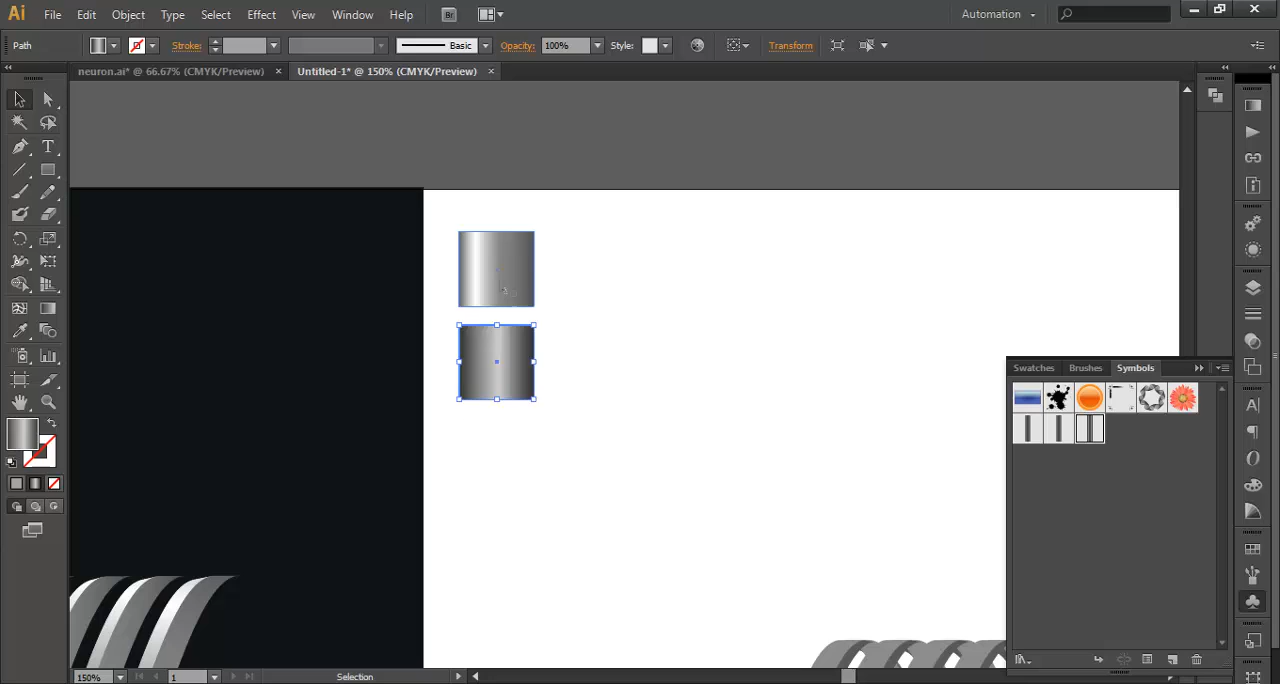 Ai File Edit Object Type Select Effect View Window Help Br Automation
Path Stroke: Basic Opacity: 100% Style: Transform
neuron.ai* @ 66.67% (CMYK/Preview) × Untitled-1* @ 150% (CMYK/Preview) ×
Swatches Brushes Symbols
150% 1 Selection